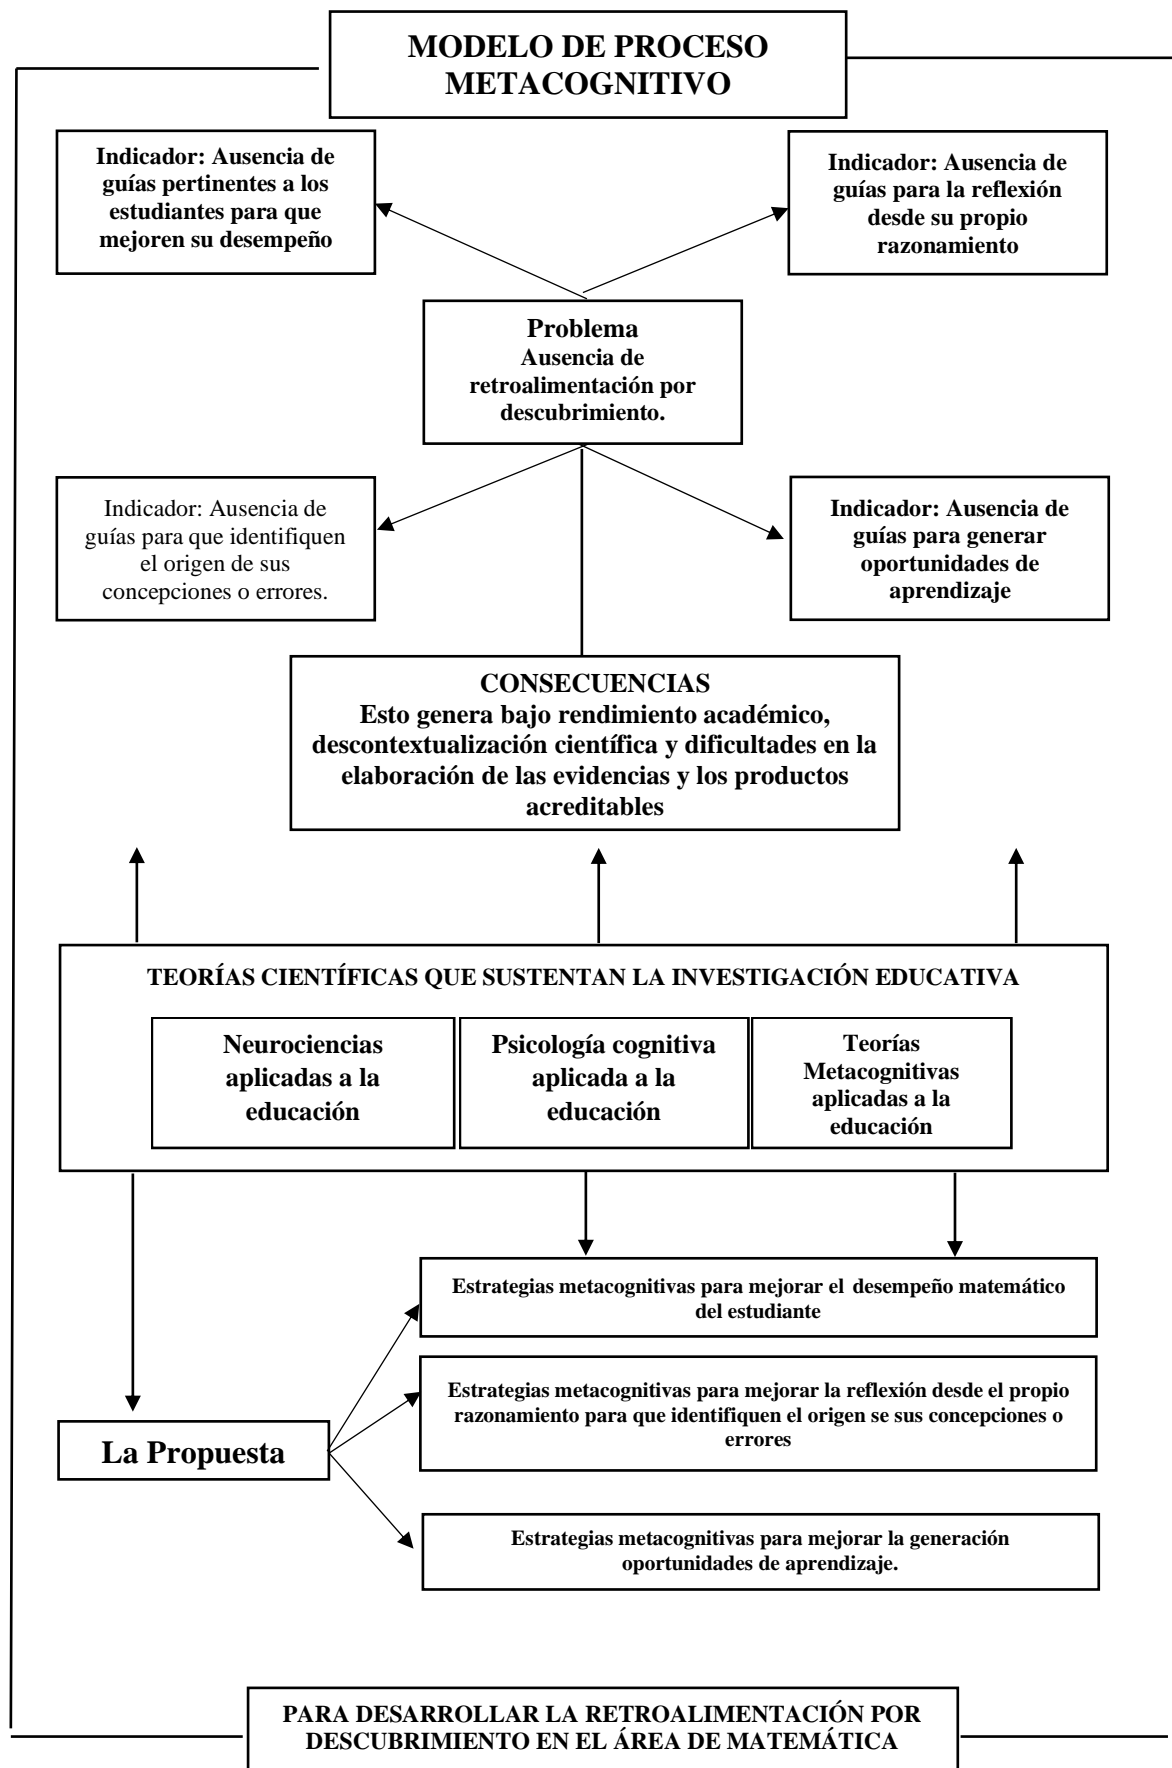 MODELO DE PROCESO
METACOGNITIVO
Indicador: Ausencia de
guías pertinentes a los
estudiantes para que
mejoren su desempeño
Indicador: Ausencia de
guías para la reflexión
desde su propio
razonamiento
Problema
Ausencia de
retroalimentación por
descubrimiento.
Indicador: Ausencia de
guías para que identifiquen
el origen de sus
concepciones o errores.
Indicador: Ausencia de
guías para generar
oportunidades de
aprendizaje
CONSECUENCIAS
Esto genera bajo rendimiento académico,
descontextualización científica y dificultades en la
elaboración de las evidencias y los productos
acreditables
TEORÍAS CIENTÍFICAS QUE SUSTENTAN LA INVESTIGACIÓN EDUCATIVA
Neurociencias
aplicadas a la
educación
Psicología cognitiva
aplicada a la
educación
Teorías
Metacognitivas
aplicadas a la
educación
Estrategias metacognitivas para mejorar el desempeño matemático
del estudiante
Estrategias metacognitivas para mejorar la reflexión desde el propio
razonamiento para que identifiquen el origen se sus concepciones o
errores
La Propuesta
Estrategias metacognitivas para mejorar la generación
oportunidades de aprendizaje.
PARA DESARROLLAR LA RETROALIMENTACIÓN POR
DESCUBRIMIENTO EN EL ÁREA DE MATEMÁTICA